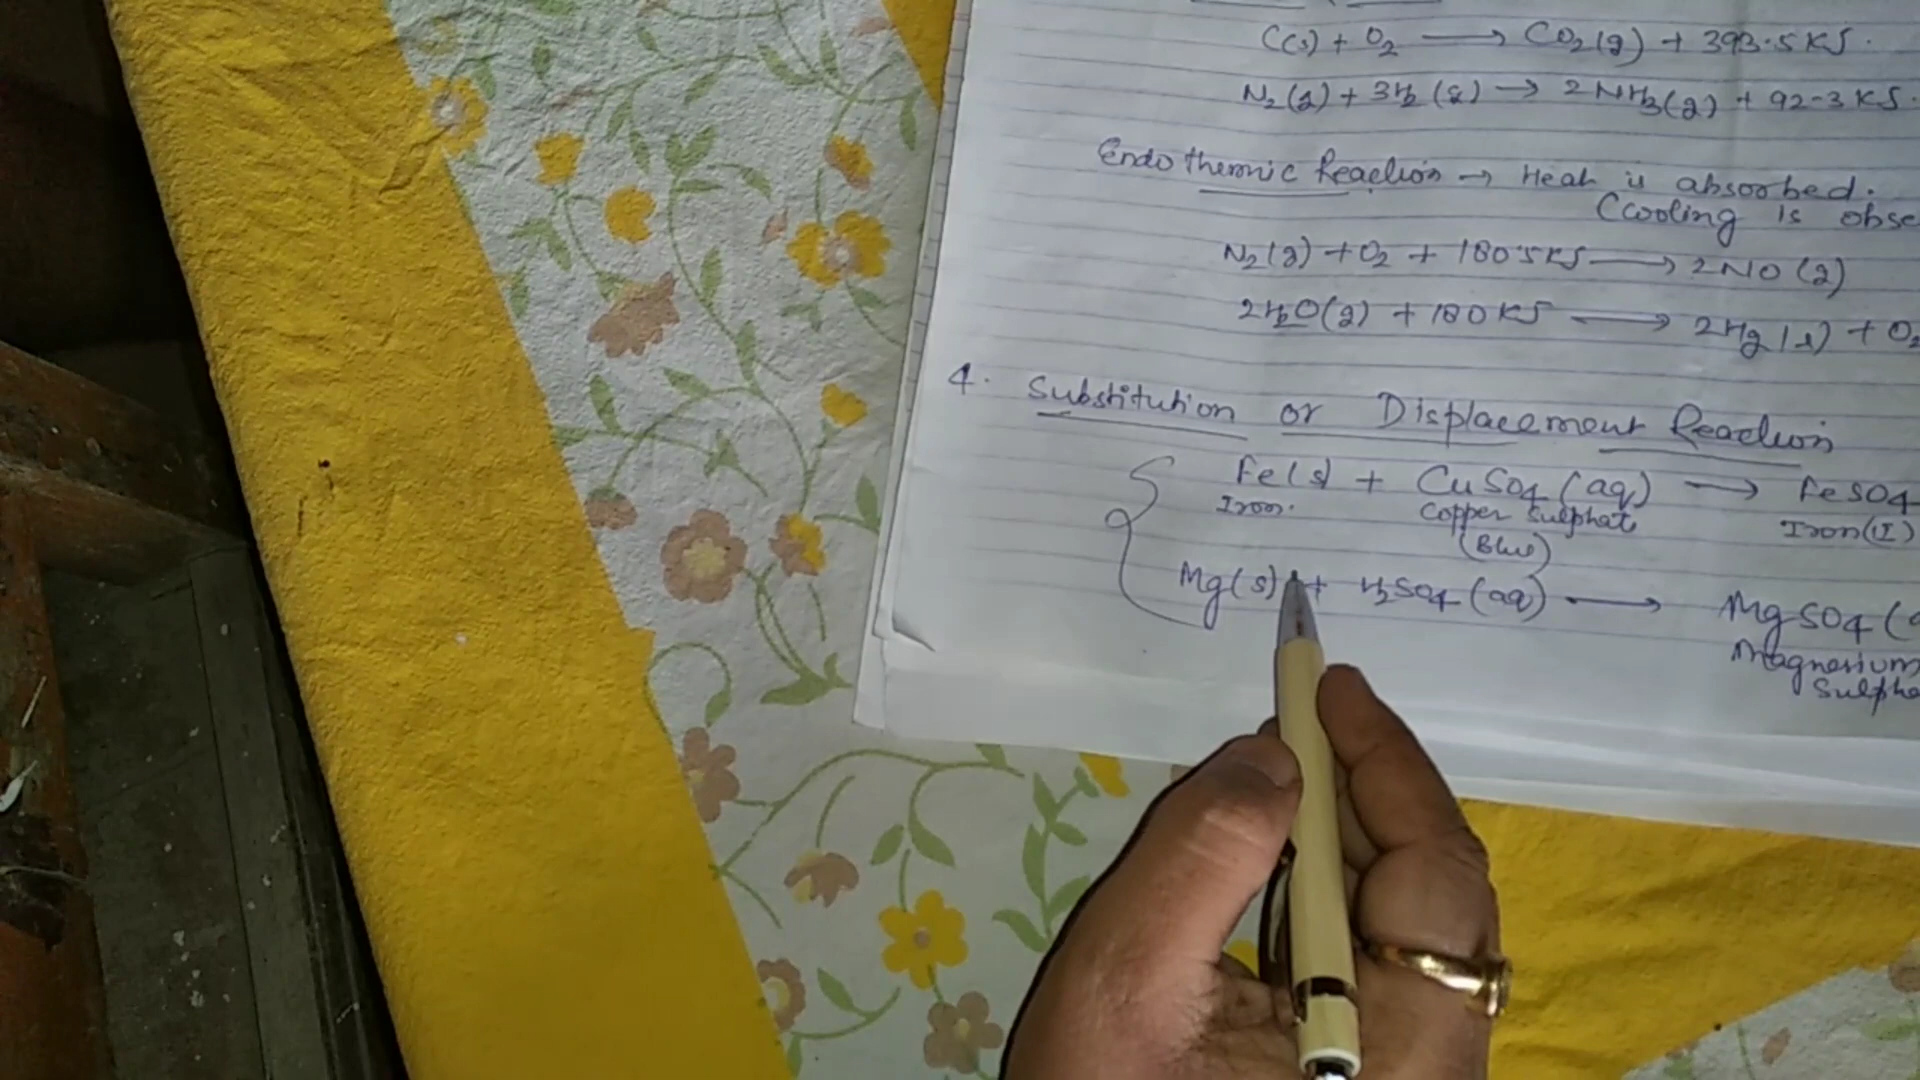 C(s) + O2 → CO2(g) + 393.5 KJ.
N2(g) + 3H2(g) → 2NH3(g) + 92.3 KJ.
Endothermic Reaction → Heat is absorbed.
(cooling is obse
N2(g) + O2 + 180.5 KJ → 2NO(g)
2H2O(g) + 180 KJ → 2Hg(l) + O2
4. Substitution or Displacement Reaction
Fe(s) + CuSO4(aq) → FeSO4
Iron. Copper Sulphate Iron(II)
(Blue)
Mg(s) + H2SO4(aq) → MgSO4(a
Magnesium
Sulpha